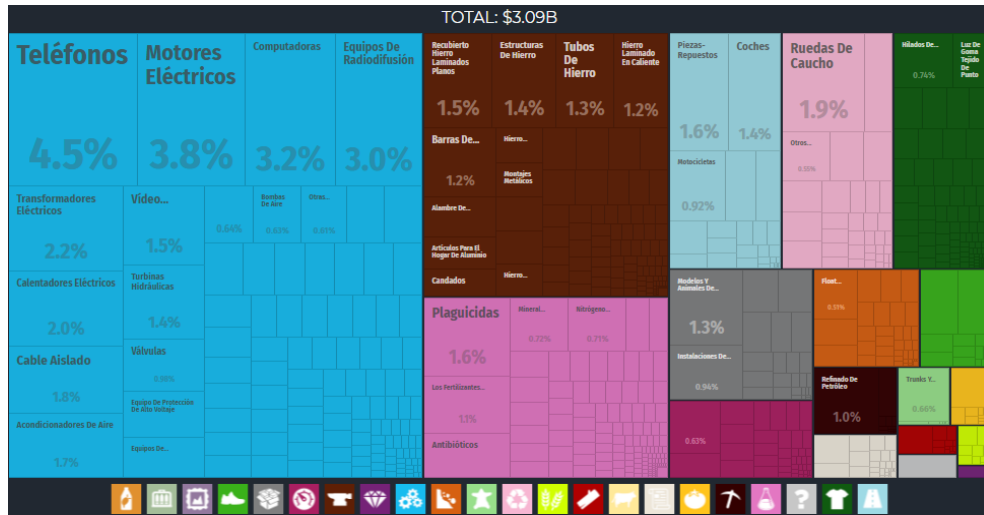 TOTAL: $3.09B
Teléfonos
4.5%
Motores
Eléctricos
3.8%
Computadoras
3.2%
Equipos De
Radiodifusión
3.0%
Transformadores
Eléctricos
2.2%
Calentadores Eléctricos
2.0%
Cable Aislado
1.8%
Acondicionadores De Aire
1.7%
Vídeo...
1.5%
Turbinas
Hidráulicas
1.4%
Válvulas
Equipo De Protección
De Alto Voltaje
Equipos De...
0.64%
Bombas
De Aire
0.63%
Otras...
0.61%
Recubierto
Hierro
Laminados
Planos
1.5%
Estructuras
De Hierro
1.4%
Tubos
De
Hierro
1.3%
Hierro
Laminado
En Caliente
1.2%
Barras De...
1.2%
Alambre De...
Artículos Para El
Hogar De Aluminio
Candados
Hierro...
Montajes
Metálicos
Hierro...
Plaguicidas
1.6%
Los Fertilizantes...
1.1%
Antibióticos
Mineral...
0.72%
Nitrógeno...
0.71%
Piezas-
Repuestos
1.6%
Coches
1.4%
Motocicletas
0.92%
Ruedas De
Caucho
1.9%
Otros...
Hilados De...
0.74%
Luz De
Goma
Tejido
De
Punto
Modelos Y
Animales De...
1.3%
Instalaciones De...
0.94%
0.63%
Float...
Refinado De
Petróleo
1.0%
Trunks Y...
0.66%